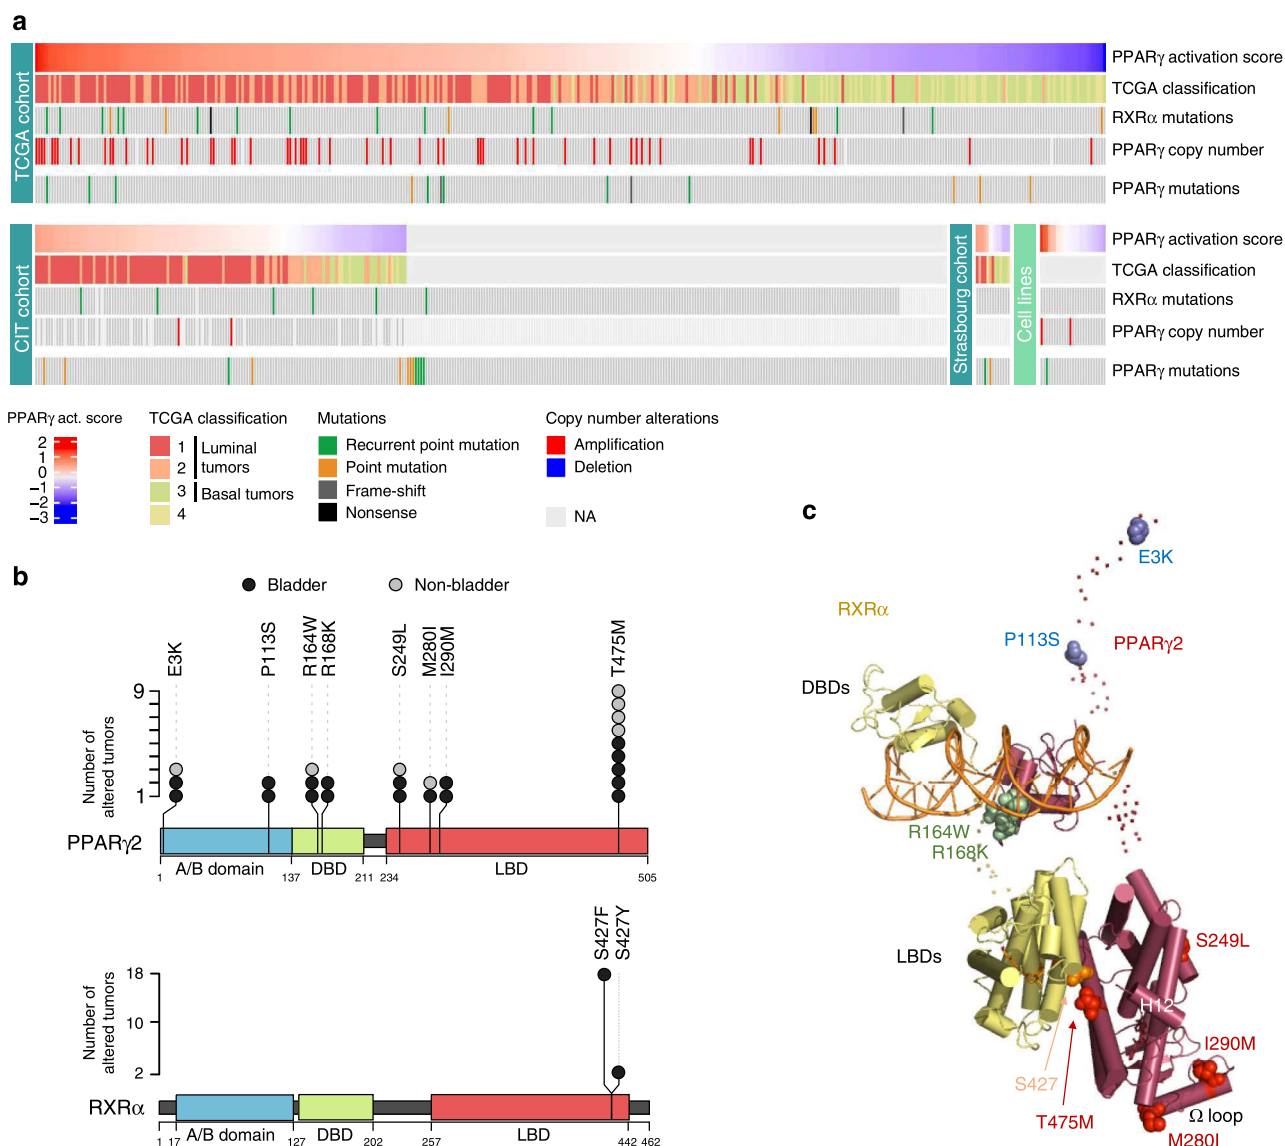 a
TCGA cohort
PPARγ activation score
TCGA classification
RXRα mutations
PPARγ copy number
PPARγ mutations
CIT cohort
Strasbourg cohort
Cell lines
PPARγ activation score
TCGA classification
RXRα mutations
PPARγ copy number
PPARγ mutations
PPARγ act. score
2
1
0
−1
−2
−3
TCGA classification
1
2
Luminal
tumors
3
Basal tumors
4
Mutations
Recurrent point mutation
Point mutation
Frame-shift
Nonsense
Copy number alterations
Amplification
Deletion
NA
b
Bladder
Non-bladder
E3K
P113S
R164W
R168K
S249L
M280I
I290M
T475M
9
1
Number of
altered tumors
PPARγ2
A/B domain
DBD
LBD
1
137
211
234
505
S427F
S427Y
18
10
2
Number of
altered tumors
RXRα
A/B domain
DBD
LBD
1
17
127
202
257
442
462
c
E3K
RXRα
P113S
PPARγ2
DBDs
R164W
R168K
LBDs
S249L
H12
I290M
S427
T475M
Ω loop
M280I